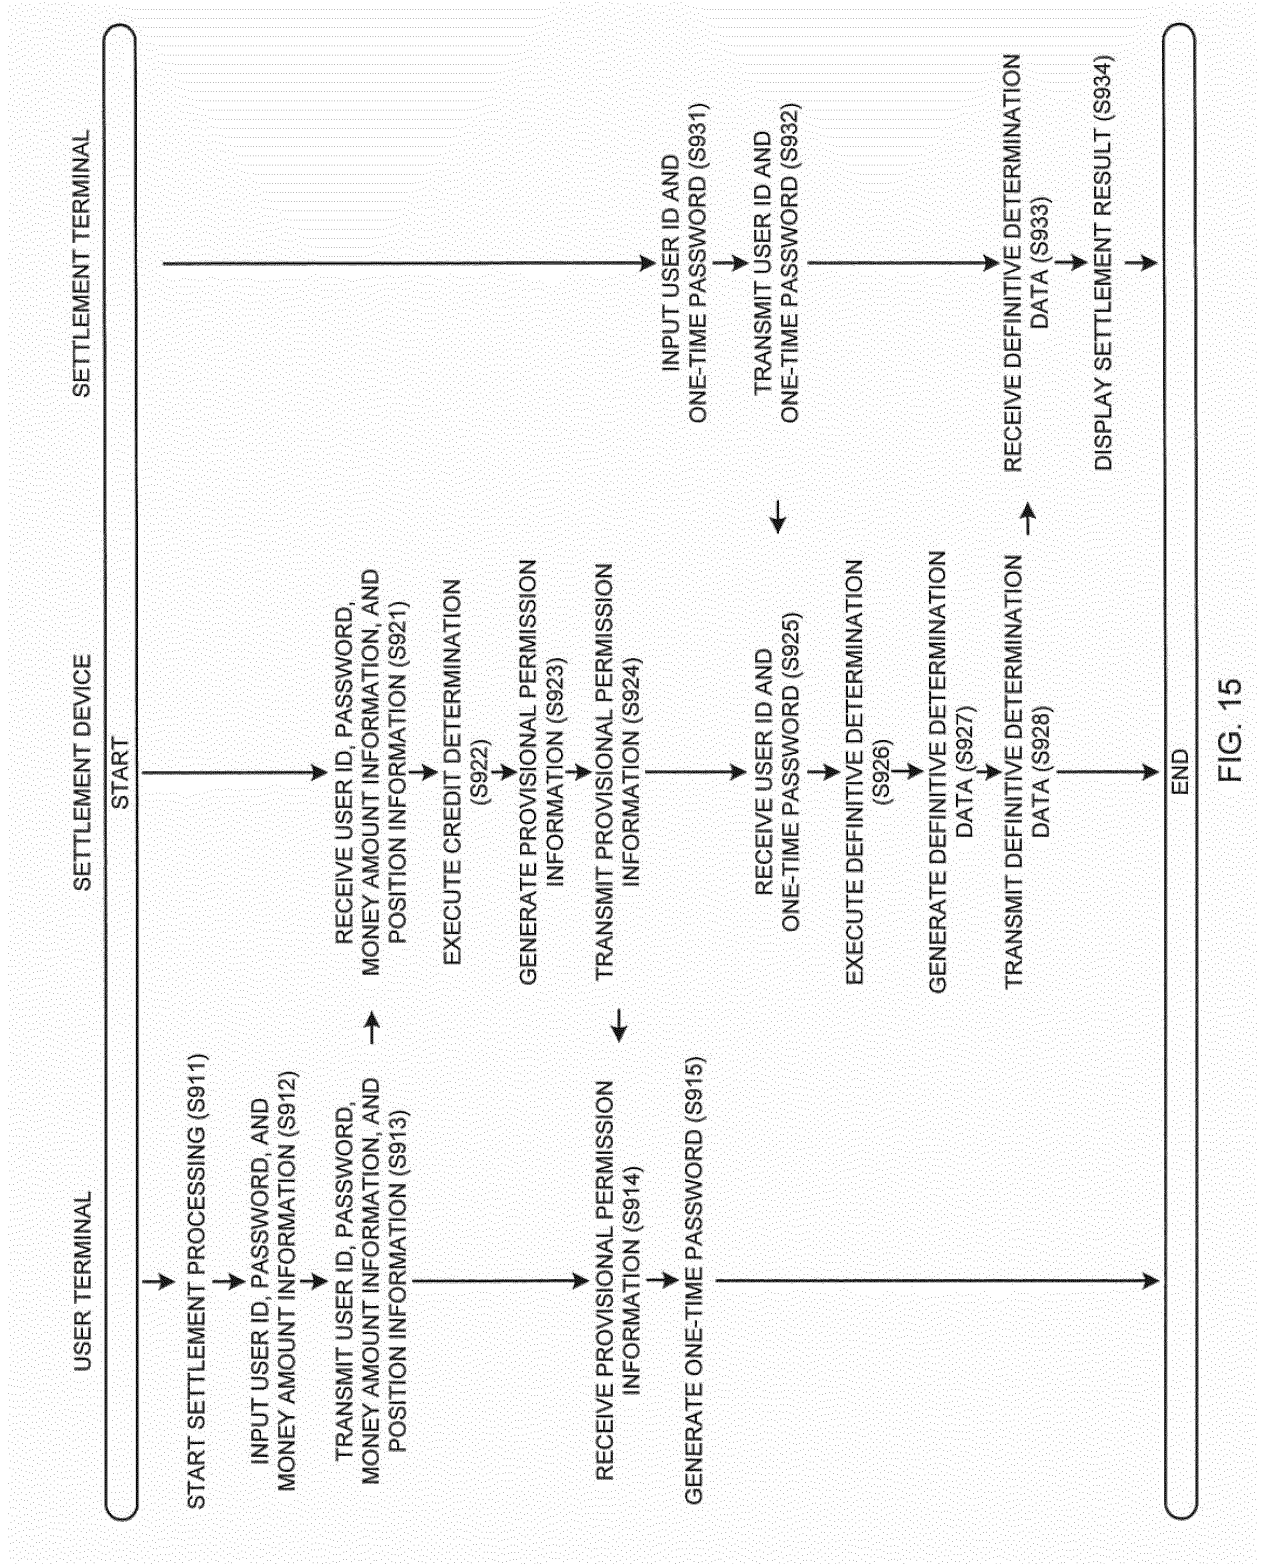 USER TERMINAL
SETTLEMENT DEVICE
SETTLEMENT TERMINAL
START
START SETTLEMENT PROCESSING (S911)
INPUT USER ID, PASSWORD, AND
MONEY AMOUNT INFORMATION (S912)
TRANSMIT USER ID, PASSWORD,
MONEY AMOUNT INFORMATION, AND
POSITION INFORMATION (S913)
RECEIVE USER ID, PASSWORD,
MONEY AMOUNT INFORMATION, AND
POSITION INFORMATION (S921)
EXECUTE CREDIT DETERMINATION
(S922)
GENERATE PROVISIONAL PERMISSION
INFORMATION (S923)
TRANSMIT PROVISIONAL PERMISSION
INFORMATION (S924)
RECEIVE PROVISIONAL PERMISSION
INFORMATION (S914)
GENERATE ONE-TIME PASSWORD (S915)
INPUT USER ID AND
ONE-TIME PASSWORD (S931)
TRANSMIT USER ID AND
ONE-TIME PASSWORD (S932)
RECEIVE USER ID AND
ONE-TIME PASSWORD (S925)
EXECUTE DEFINITIVE DETERMINATION
(S926)
GENERATE DEFINITIVE DETERMINATION
DATA (S927)
TRANSMIT DEFINITIVE DETERMINATION
DATA (S928)
RECEIVE DEFINITIVE DETERMINATION
DATA (S933)
DISPLAY SETTLEMENT RESULT (S934)
END
FIG. 15